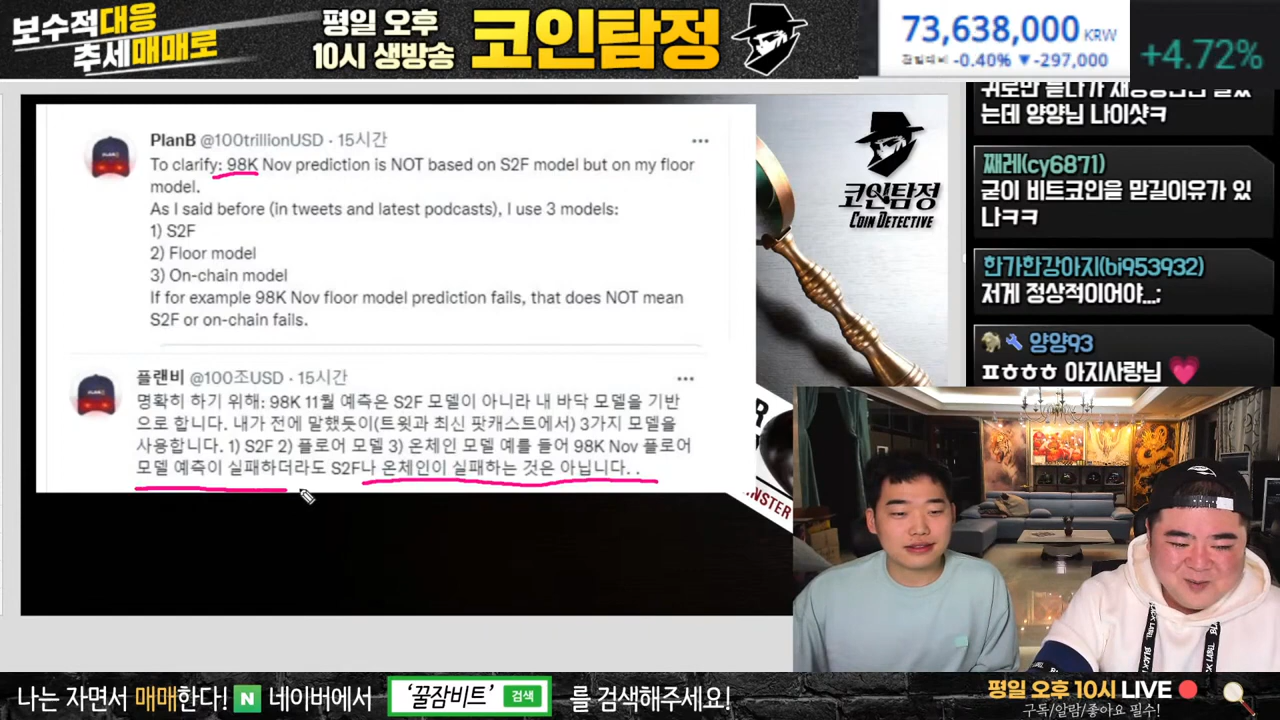 보수적대응
추세매매로
평일 오후
10시 생방송
코인탐정
73,638,000 KRW
전일대비 -0.40% ▼ -297,000
+4.72%
PlanB @100trillionUSD · 15시간
To clarify: 98K Nov prediction is NOT based on S2F model but on my floor
model.
As I said before (in tweets and latest podcasts), I use 3 models:
1) S2F
2) Floor model
3) On-chain model
If for example 98K Nov floor model prediction fails, that does NOT mean
S2F or on-chain fails.
플랜비 @100조USD · 15시간
명확히 하기 위해: 98K 11월 예측은 S2F 모델이 아니라 내 바닥 모델을 기반
으로 합니다. 내가 전에 말했듯이(트윗과 최신 팟캐스트에서) 3가지 모델을
사용합니다. 1) S2F 2) 플로어 모델 3) 온체인 모델 예를 들어 98K Nov 플로어
모델 예측이 실패하더라도 S2F나 온체인이 실패하는 것은 아닙니다. .
코인탐정
COIN DETECTIVE
는데 양양님 나이샷ㅋ
째레(cy6871)
굳이 비트코인을 맏길이유가 있
나ㅋㅋ
한가한강아지(bi953932)
저게 정상적이어야...;
양양93
ㅍㅎㅎㅎ 아지사랑님
나는 자면서 매매한다! N 네이버에서 '꿀잠비트' 검색 를 검색해주세요!
평일 오후 10시 LIVE
구독/알람/좋아요 필수!